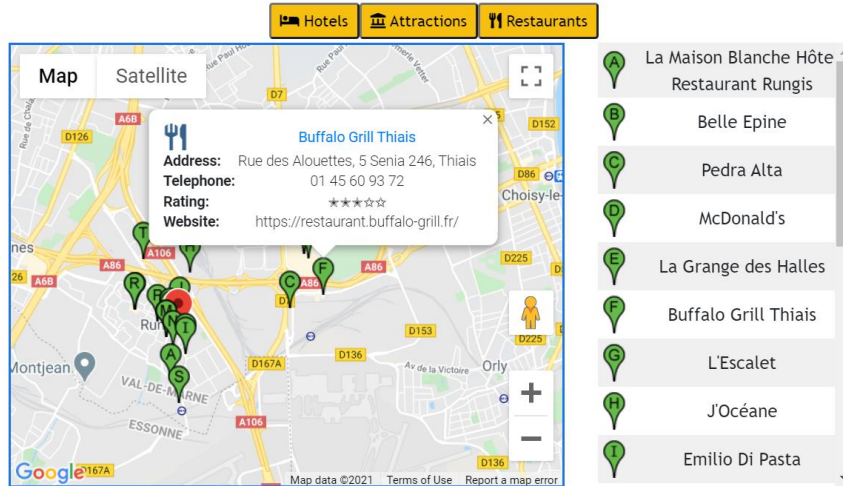 Hotels
Attractions
Restaurants
Map
Satellite
D7
A6B
D126
D152
Buffalo Grill Thiais
Address: Rue des Alouettes, 5 Senia 246, Thiais
Telephone: 01 45 60 93 72
Rating: ★★★☆☆
Website: https://restaurant.buffalo-grill.fr/
D86
Choisy-le-
T
H
A106
A86
A86
D225
A6B
R
C
F
A86
M
N
I
Run
A
D153
D225
D167A
D136
Av de la Victoire
Orly
Montjean
S
VAL-DE-MARNE
ESSONNE
A106
D136
Google
D167A
Map data ©2021
Terms of Use
Report a map error
A
La Maison Blanche Hôte
Restaurant Rungis
B
Belle Epine
C
Pedra Alta
D
McDonald's
E
La Grange des Halles
F
Buffalo Grill Thiais
G
L'Escalet
H
J'Océane
I
Emilio Di Pasta